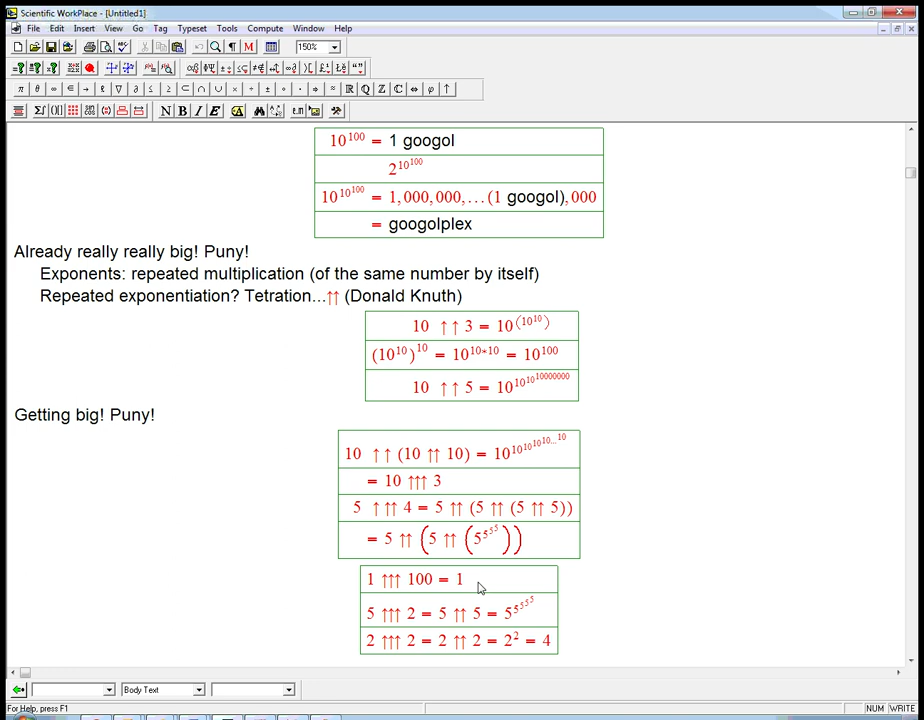 Scientific WorkPlace - [Untitled1]
File Edit Insert View Go Tag Typeset Tools Compute Window Help
150%
10^100 = 1 googol
2^10^100
10^10^100 = 1,000,000,…(1 googol),000
= googolplex
Already really really big! Puny!
Exponents: repeated multiplication (of the same number by itself)
Repeated exponentiation? Tetration...↑↑ (Donald Knuth)
10 ↑↑ 3 = 10^(10^10)
(10^10)^10 = 10^10*10 = 10^100
10 ↑↑ 5 = 10^10^10^10000000
Getting big! Puny!
10 ↑↑ (10 ↑↑ 10) = 10^10^10^10^10^10…^10
= 10 ↑↑↑ 3
5 ↑↑↑ 4 = 5 ↑↑ (5 ↑↑ (5 ↑↑ 5))
= 5 ↑↑ (5 ↑↑ (5^5^5^5))
1 ↑↑↑ 100 = 1
5 ↑↑↑ 2 = 5 ↑↑ 5 = 5^5^5^5^5
2 ↑↑↑ 2 = 2 ↑↑ 2 = 2^2 = 4
Body Text
For Help, press F1
NUM WRITE